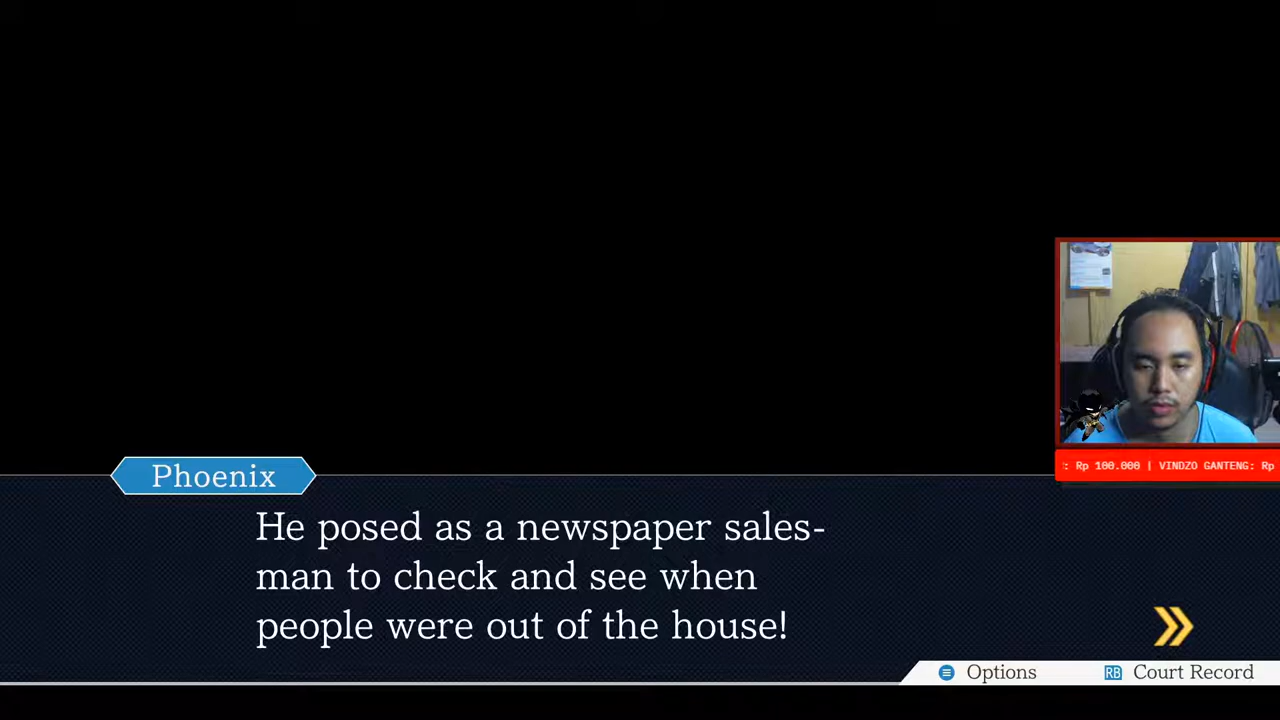 : Rp 100.000 | VINDZO GANTENG: Rp
Phoenix
He posed as a newspaper sales-
man to check and see when
people were out of the house!
Options
RB Court Record